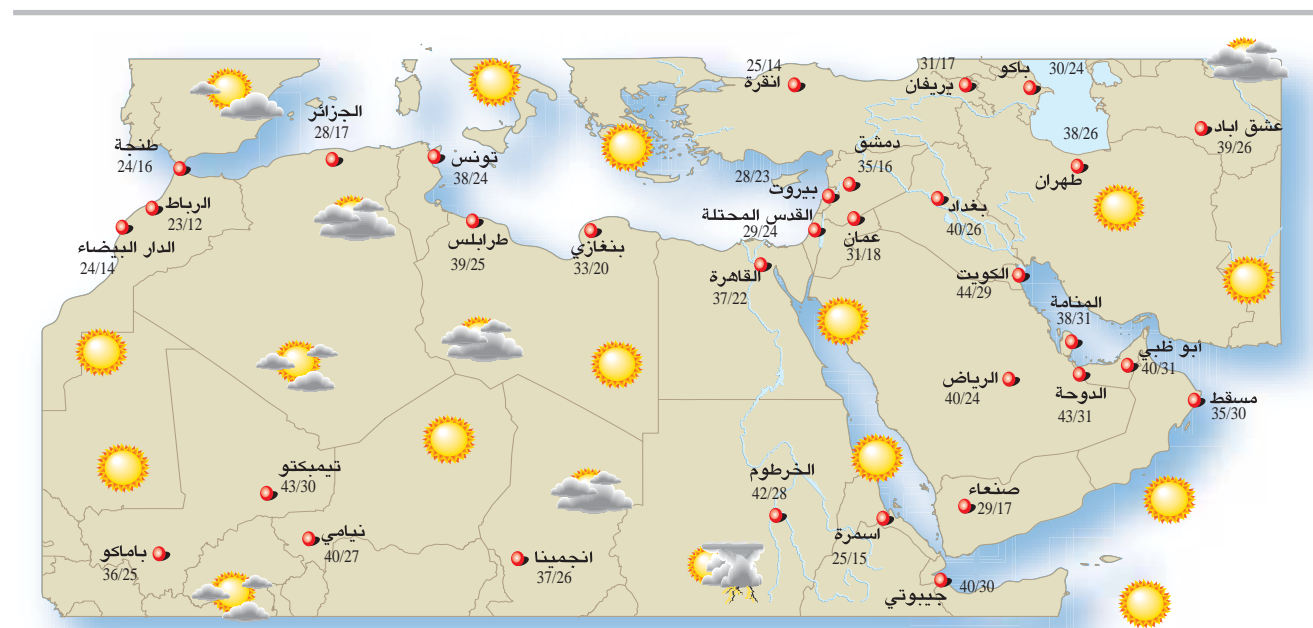 25/14
انقرة
31/17
يريفان
باكو
30/24
عشق اباد
39/26
38/26
طهران
الجزائر
28/17
طنجة
24/16
تونس
38/24
دمشق
35/16
28/23
بيروت
الرباط
23/12
الدار البيضاء
24/14
طرابلس
39/25
بنغازي
33/20
القدس المحتلة
29/24
عمان
31/18
بغداد
40/26
القاهرة
37/22
الكويت
44/29
المنامة
38/31
أبو ظبي
40/31
الرياض
40/24
الدوحة
43/31
مسقط
35/30
تيمبكتو
43/30
الخرطوم
42/28
صنعاء
29/17
نيامي
40/27
باماكو
36/25
انجمينا
37/26
اسمرة
25/15
40/30
جيبوتي